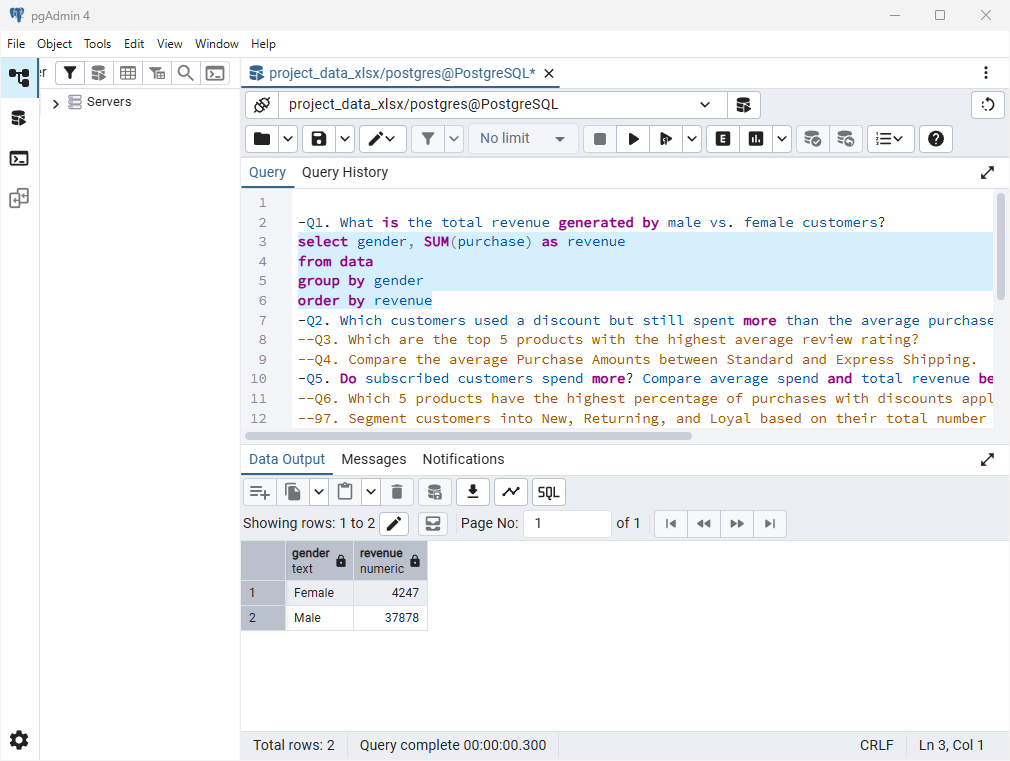 pgAdmin 4
File Object Tools Edit View Window Help
er
project_data_xlsx/postgres@PostgreSQL*
Servers
project_data_xlsx/postgres@PostgreSQL
No limit
E
Query Query History
1
2 -Q1. What is the total revenue generated by male vs. female customers?
3 select gender, SUM(purchase) as revenue
4 from data
5 group by gender
6 order by revenue
7 -Q2. Which customers used a discount but still spent more than the average purchase
8 --Q3. Which are the top 5 products with the highest average review rating?
9 --Q4. Compare the average Purchase Amounts between Standard and Express Shipping.
10 -Q5. Do subscribed customers spend more? Compare average spend and total revenue be
11 --Q6. Which 5 products have the highest percentage of purchases with discounts appl
12 --97. Segment customers into New, Returning, and Loyal based on their total number
Data Output Messages Notifications
SQL
Showing rows: 1 to 2 Page No: 1 of 1
gender revenue
text numeric
1 Female 4247
2 Male 37878
Total rows: 2 Query complete 00:00:00.300 CRLF Ln 3, Col 1